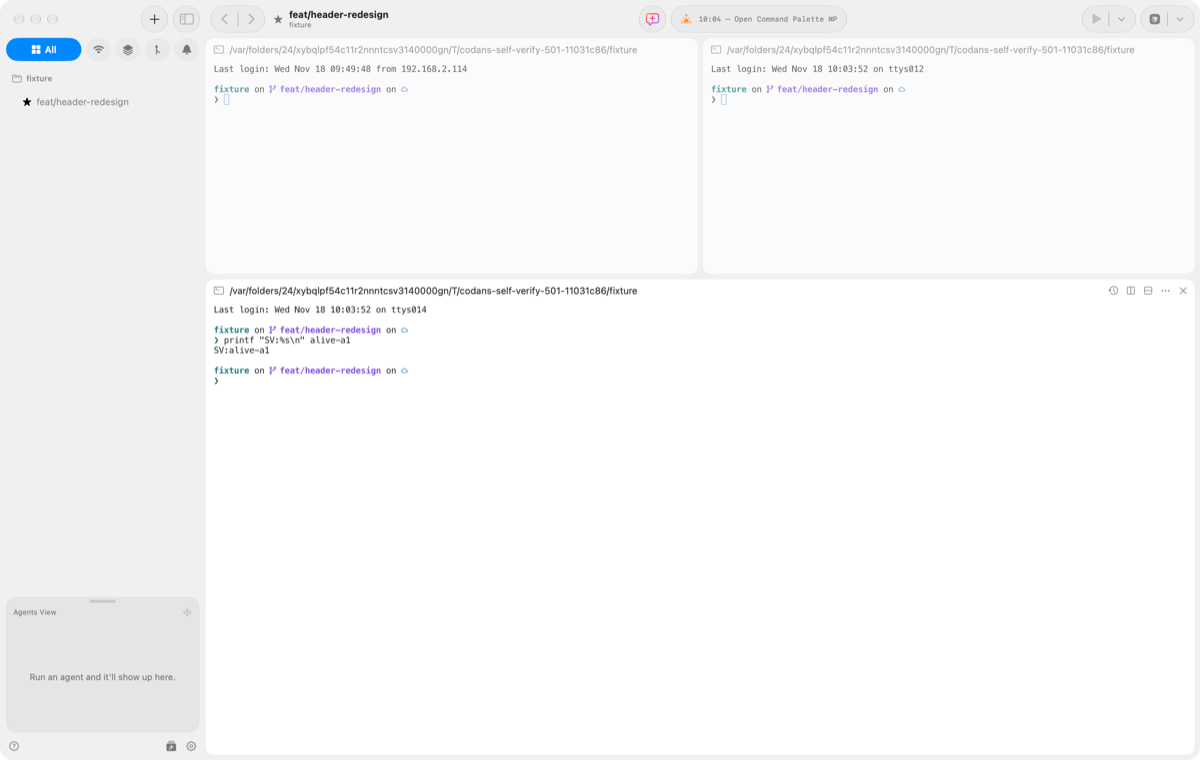 feat/header-redesign
fixture
10:04 – Open Command Palette ⌘P
All
fixture
feat/header-redesign
/var/folders/24/xybqlpf54c11r2nnntcsv3140000gn/T/codans-self-verify-501-11031c86/fixture
Last login: Wed Nov 18 09:49:48 from 192.168.2.114
fixture on feat/header-redesign on
❯
/var/folders/24/xybqlpf54c11r2nnntcsv3140000gn/T/codans-self-verify-501-11031c86/fixture
Last login: Wed Nov 18 10:03:52 on ttys012
fixture on feat/header-redesign on
❯
/var/folders/24/xybqlpf54c11r2nnntcsv3140000gn/T/codans-self-verify-501-11031c86/fixture
Last login: Wed Nov 18 10:03:52 on ttys014
fixture on feat/header-redesign on
❯ printf "SV:%s\n" alive-a1
SV:alive-a1
fixture on feat/header-redesign on
❯
Agents View
Run an agent and it'll show up here.